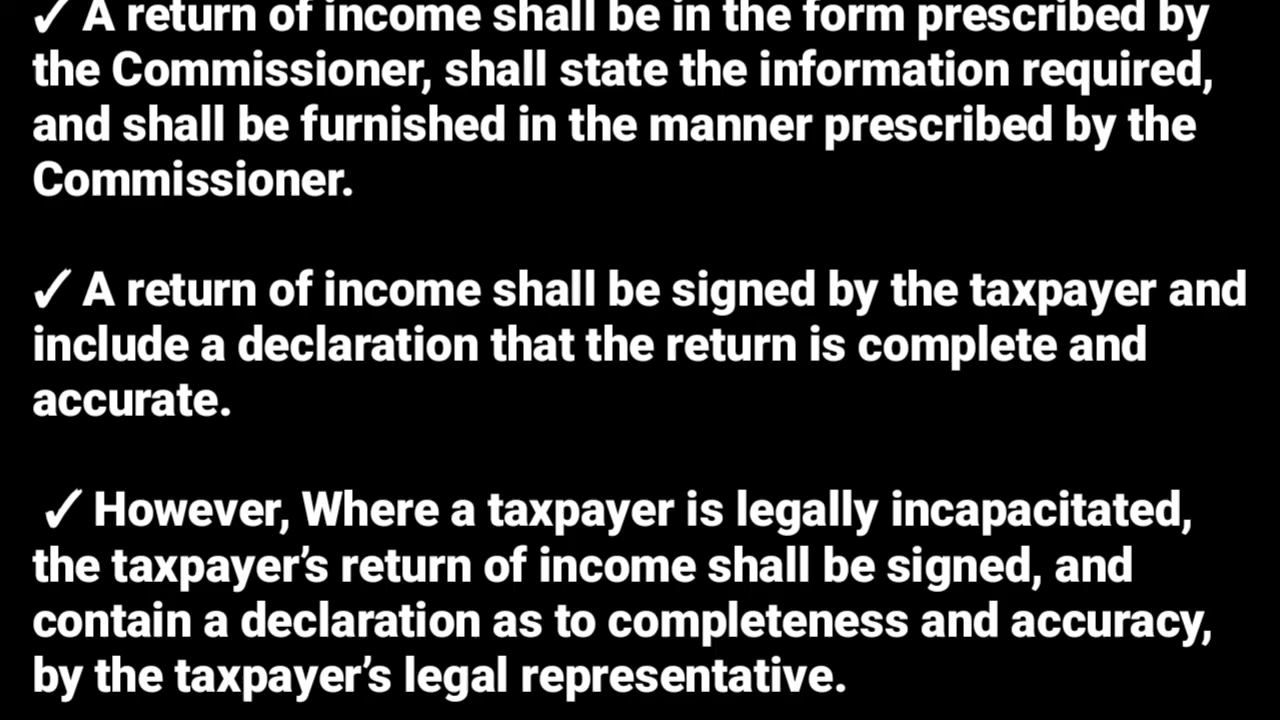 ✓ A return of income shall be in the form prescribed by
the Commissioner, shall state the information required,
and shall be furnished in the manner prescribed by the
Commissioner.
✓ A return of income shall be signed by the taxpayer and
include a declaration that the return is complete and
accurate.
✓ However, Where a taxpayer is legally incapacitated,
the taxpayer’s return of income shall be signed, and
contain a declaration as to completeness and accuracy,
by the taxpayer’s legal representative.